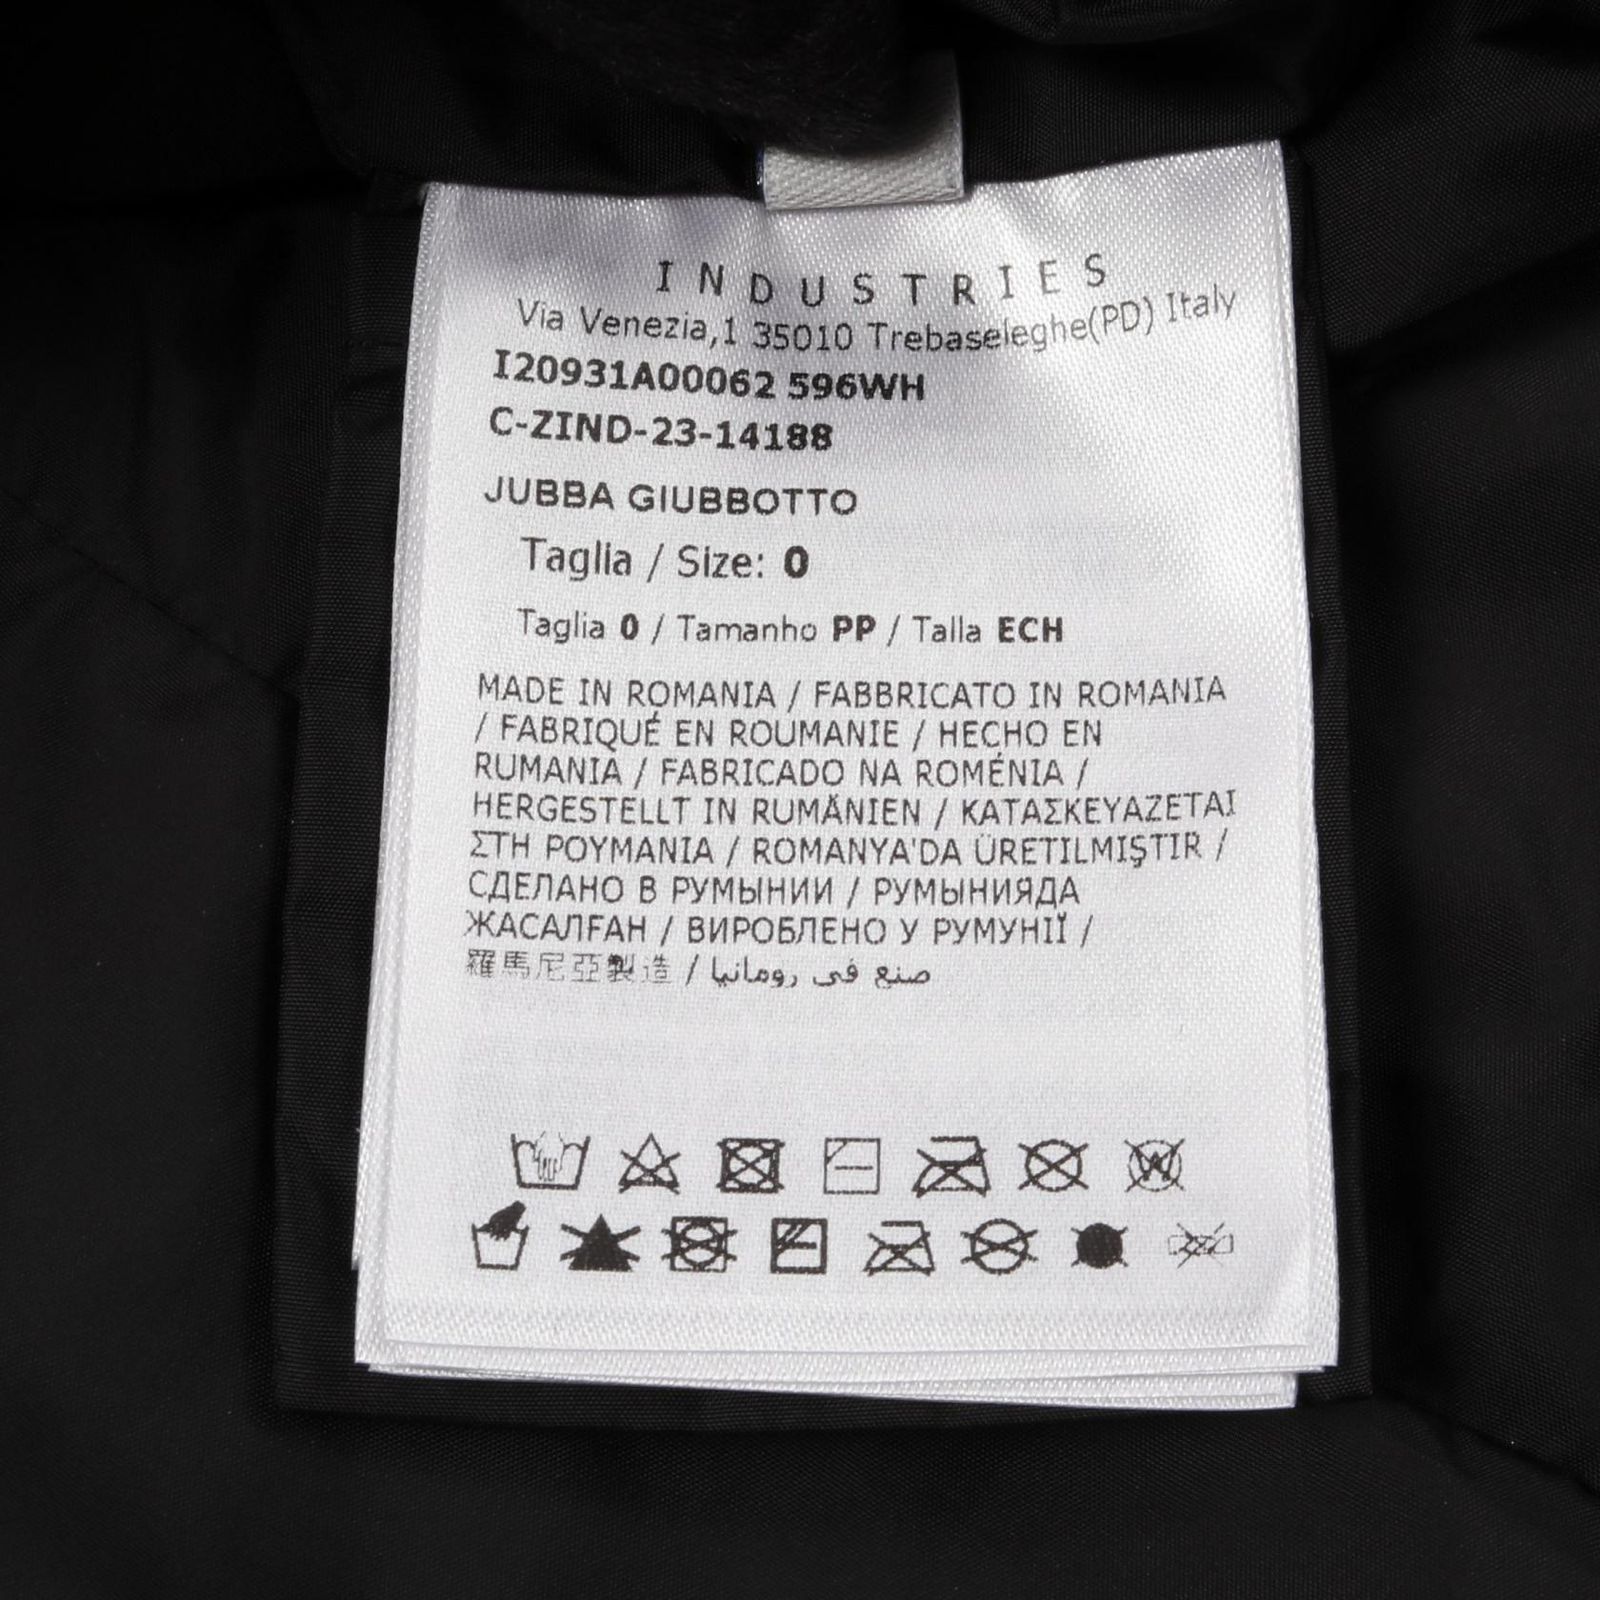 INDUSTRIES
Via Venezia,1 35010 Trebaseleghe(PD) Italy
I20931A00062 596WH
C-ZIND-23-14188
JUBBA GIUBBOTTO
Taglia / Size: 0
Taglia 0 / Tamanho PP / Talla ECH
MADE IN ROMANIA / FABBRICATO IN ROMANIA
/ FABRIQUÉ EN ROUMANIE / HECHO EN
RUMANIA / FABRICADO NA ROMÉNIA /
HERGESTELLT IN RUMÄNIEN / ΚΑΤΑΣΚΕΥΑΖΕΤΑΙ
ΣΤΗ ΡΟΥΜΑΝΙΑ / ROMANYA'DA ÜRETILMIŞTIR /
СДЕЛАНО В РУМЫНИИ / РУМЫНИЯДА
ЖАСАЛҒАН / ВИРОБЛЕНО У РУМУНІЇ /
羅馬尼亞製造 / صنع في رومانيا
W